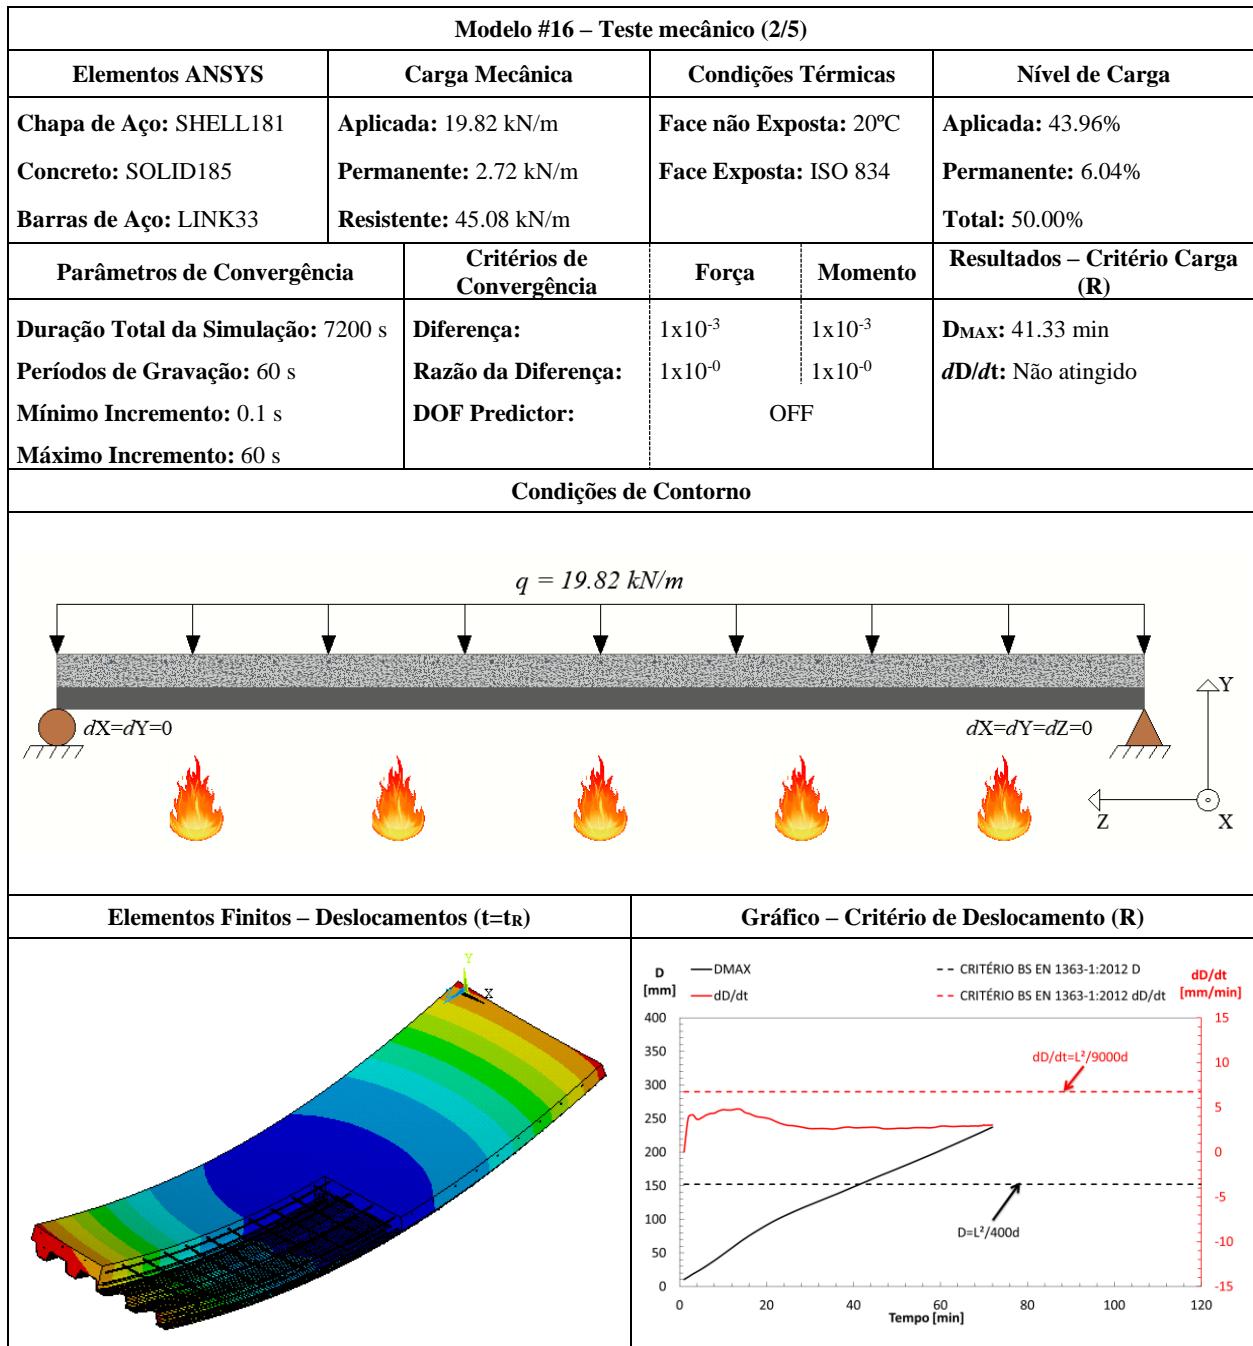 Modelo #16 – Teste mecânico (2/5)
Elementos ANSYS
Carga Mecânica
Condições Térmicas
Nível de Carga
Chapa de Aço: SHELL181
Concreto: SOLID185
Barras de Aço: LINK33
Aplicada: 19.82 kN/m
Permanente: 2.72 kN/m
Resistente: 45.08 kN/m
Face não Exposta: 20ºC
Face Exposta: ISO 834
Aplicada: 43.96%
Permanente: 6.04%
Total: 50.00%
Parâmetros de Convergência
Critérios de
Convergência
Força
Momento
Resultados – Critério Carga
(R)
Duração Total da Simulação: 7200 s
Períodos de Gravação: 60 s
Mínimo Incremento: 0.1 s
Máximo Incremento: 60 s
Diferença: 1x10-3 1x10-3
Razão da Diferença: 1x10-0 1x10-0
DOF Predictor: OFF
DMAX: 41.33 min
dD/dt: Não atingido
Condições de Contorno
q = 19.82 kN/m
dX=dY=0
dX=dY=dZ=0
Y
Z
X
Elementos Finitos – Deslocamentos (t=tR)
Gráfico – Critério de Deslocamento (R)
Y
X
D
[mm]
DMAX
dD/dt
CRITÉRIO BS EN 1363-1:2012 D
CRITÉRIO BS EN 1363-1:2012 dD/dt
dD/dt
[mm/min]
400
350
300
250
200
150
100
50
0
15
10
5
0
-5
-10
-15
dD/dt=L²/9000d
D=L²/400d
0 20 40 60 80 100 120
Tempo [min]